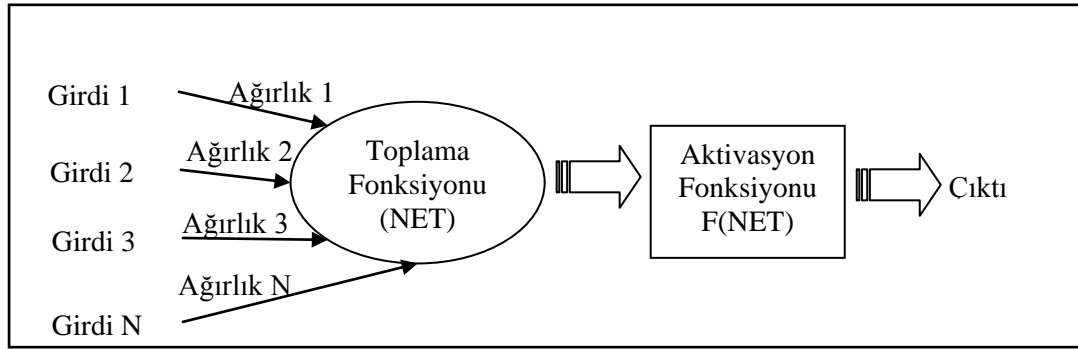 Girdi 1
Ağırlık 1
Girdi 2
Ağırlık 2
Girdi 3
Ağırlık 3
Girdi N
Ağırlık N
Toplama
Fonksiyonu
(NET)
Aktivasyon
Fonksiyonu
F(NET)
Çıktı